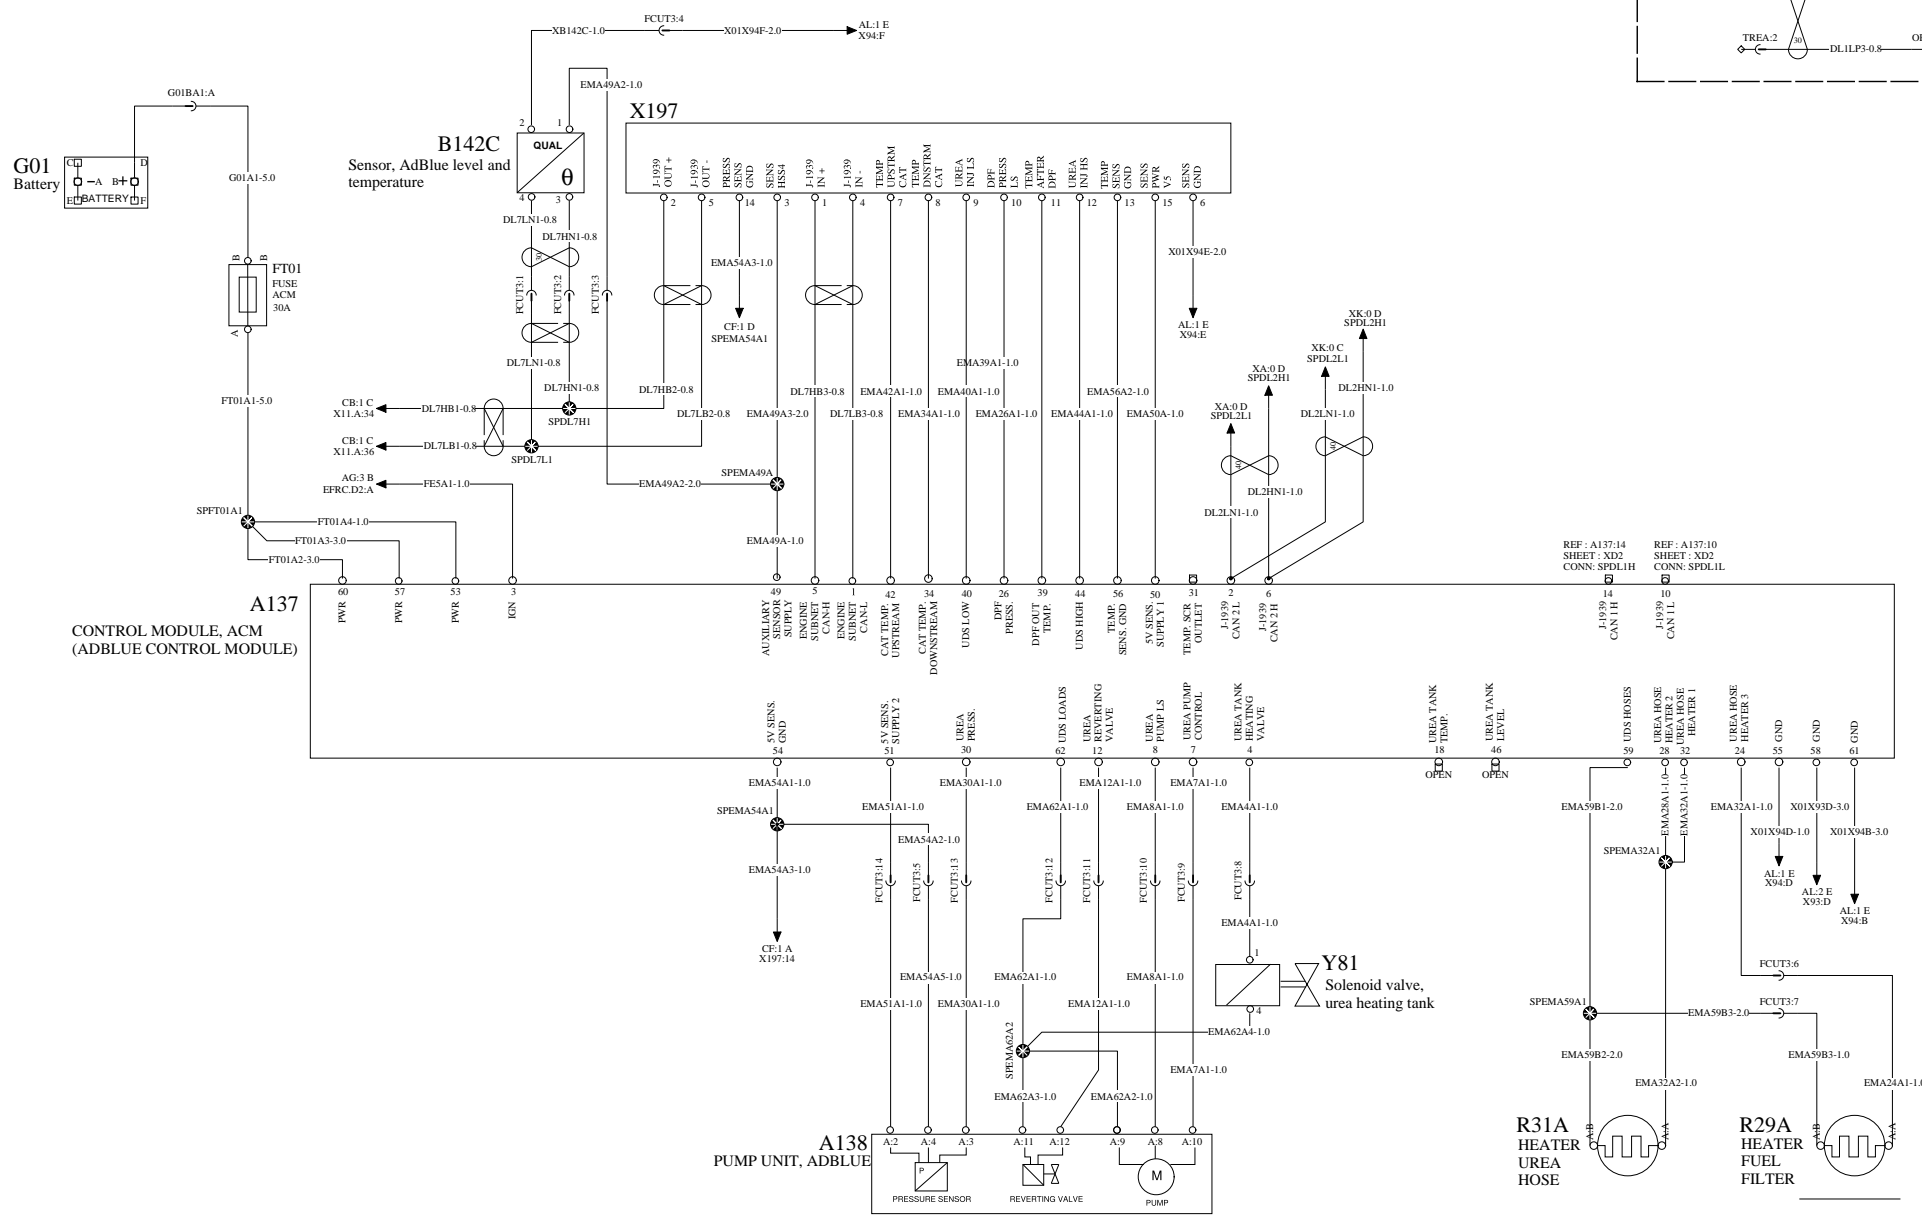 FCUT3:4
XB142C-1.0
X01X94F-2.0
AL:1 E
X94:F
TREA:2
30
DL1LP3-0.8
G01BA1:A
EMA49A2-1.0
X197
B142C
Sensor, AdBlue level and
temperature
2
1
QUAL
θ
4
3
G01
Battery
C
D
–A
B+
BATTERY
E
F
G01A1-5.0
J-1939
OUT +
J-1939
OUT -
PRESS
SENS
GND
SENS
HSS4
J-1939
IN +
J-1939
IN -
TEMP
UPSTRM
CAT
TEMP
DNSTRM
CAT
UREA
INJ LS
DPF
PRESS
LS
TEMP
AFTER
DPF
UREA
INJ HS
TEMP
SENS
GND
SENS
PWR
V5
SENS
GND
2
5
14
3
1
4
7
8
9
10
11
12
13
15
6
DL7LN1-0.8
DL7HN1-0.8
30
FCUT3:1
FCUT3:2
FCUT3:3
B
B
FT01
FUSE
ACM
30A
A
EMA54A3-1.0
CF:1 D
SPEMA54A1
X01X94E-2.0
AL:1 E
X94:E
XK:0 D
SPDL2H1
XK:0 C
SPDL2L1
XA:0 D
SPDL2H1
XA:0 D
SPDL2L1
DL7LN1-0.8
DL7HN1-0.8
DL7HB2-0.8
DL7LB2-0.8
EMA49A3-2.0
DL7HB3-0.8
DL7LB3-0.8
EMA42A1-1.0
EMA34A1-1.0
EMA40A1-1.0
EMA39A1-1.0
EMA26A1-1.0
EMA44A1-1.0
EMA56A2-1.0
EMA50A-1.0
DL2HN1-1.0
DL2LN1-1.0
40
40
DL2HN1-1.0
DL2LN1-1.0
FT01A1-5.0
CB:1 C
X11.A:34
DL7HB1-0.8
SPDL7H1
CB:1 C
X11.A:36
DL7LB1-0.8
SPDL7L1
AG:3 B
EFRC.D2:A
FE5A1-1.0
EMA49A2-2.0
SPEMA49A
EMA49A-1.0
SPFT01A1
FT01A4-1.0
FT01A3-3.0
FT01A2-3.0
REF : A137:14
SHEET : XD2
CONN: SPDL1H
REF : A137:10
SHEET : XD2
CONN: SPDL1L
A137
CONTROL MODULE, ACM
(ADBLUE CONTROL MODULE)
60
PWR
57
PWR
53
PWR
3
IGN
49
AUXILIARY
SENSOR
SUPPLY
5
ENGINE
SUBNET
CAN-H
1
ENGINE
SUBNET
CAN-L
42
CAT TEMP.
UPSTREAM
34
CAT TEMP.
DOWNSTREAM
40
UDS LOW
26
DPF
PRESS.
39
DPF OUT
TEMP.
44
UDS HIGH
56
TEMP.
SENS. GND
50
5V SENS.
SUPPLY 1
31
TEMP. SCR
OUTLET
2
J-1939
CAN 2 L
6
J-1939
CAN 2 H
14
J-1939
CAN 1 H
10
J-1939
CAN 1 L
5V SENS.
GND
54
5V SENS.
SUPPLY 2
51
UREA
PRESS.
30
UDS LOADS
62
UREA
REVERTING
VALVE
12
UREA
PUMP LS
8
UREA PUMP
CONTROL
7
UREA TANK
HEATING
VALVE
4
UREA TANK
TEMP.
18
OPEN
UREA TANK
LEVEL
46
OPEN
UDS HOSES
59
UREA HOSE
HEATER 2
28
UREA HOSE
HEATER 1
32
UREA HOSE
HEATER 3
24
GND
55
GND
58
GND
61
EMA54A1-1.0
SPEMA54A1
EMA54A3-1.0
CF:1 A
X197:14
EMA51A1-1.0
EMA54A2-1.0
EMA30A1-1.0
EMA62A1-1.0
EMA12A1-1.0
EMA8A1-1.0
EMA7A1-1.0
EMA4A1-1.0
FCUT3:14
FCUT3:5
FCUT3:13
FCUT3:12
FCUT3:11
FCUT3:10
FCUT3:9
FCUT3:8
EMA4A1-1.0
EMA59B1-2.0
EMA28A1-1.0
EMA32A1-1.0
EMA32A1-1.0
X01X93D-3.0
X01X94D-1.0
X01X94B-3.0
SPEMA32A1
AL:1 E
X94:D
AL:2 E
X93:D
AL:1 E
X94:B
1
Y81
Solenoid valve,
urea heating tank
4
EMA54A5-1.0
EMA62A1-1.0
EMA8A1-1.0
EMA51A1-1.0
EMA30A1-1.0
EMA12A1-1.0
EMA62A4-1.0
SPEMA62A2
EMA7A1-1.0
EMA62A3-1.0
EMA62A2-1.0
FCUT3:6
FCUT3:7
SPEMA59A1
EMA59B3-2.0
EMA59B2-2.0
EMA59B3-1.0
EMA32A2-1.0
EMA24A1-1.0
A138
PUMP UNIT, ADBLUE
A:2
A:4
A:3
A:11
A:12
A:9
A:8
A:10
P
M
PRESSURE SENSOR
REVERTING VALVE
PUMP
R31A
HEATER
UREA
HOSE
A:B
A:A
R29A
HEATER
FUEL
FILTER
A:B
A:A